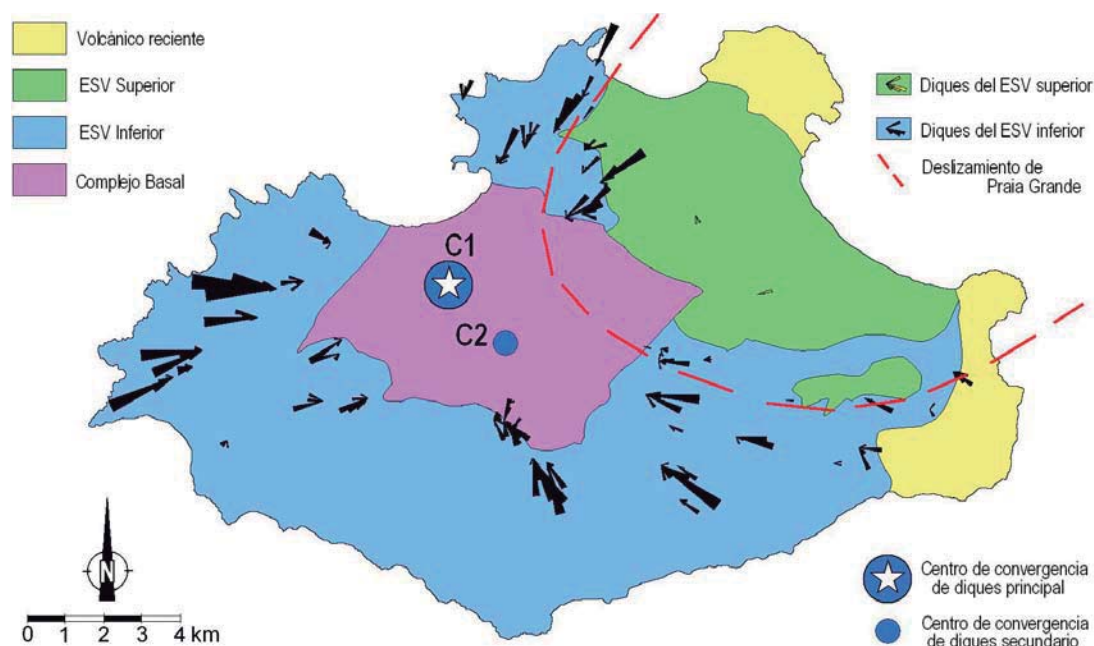 Volcánico reciente
ESV Superior
ESV Inferior
Complejo Basal
Diques del ESV superior
Diques del ESV inferior
Deslizamiento de
Praia Grande
C1
C2
N
0 1 2 3 4 km
Centro de convergencia
de diques principal
Centro de convergencia
de diques secundario